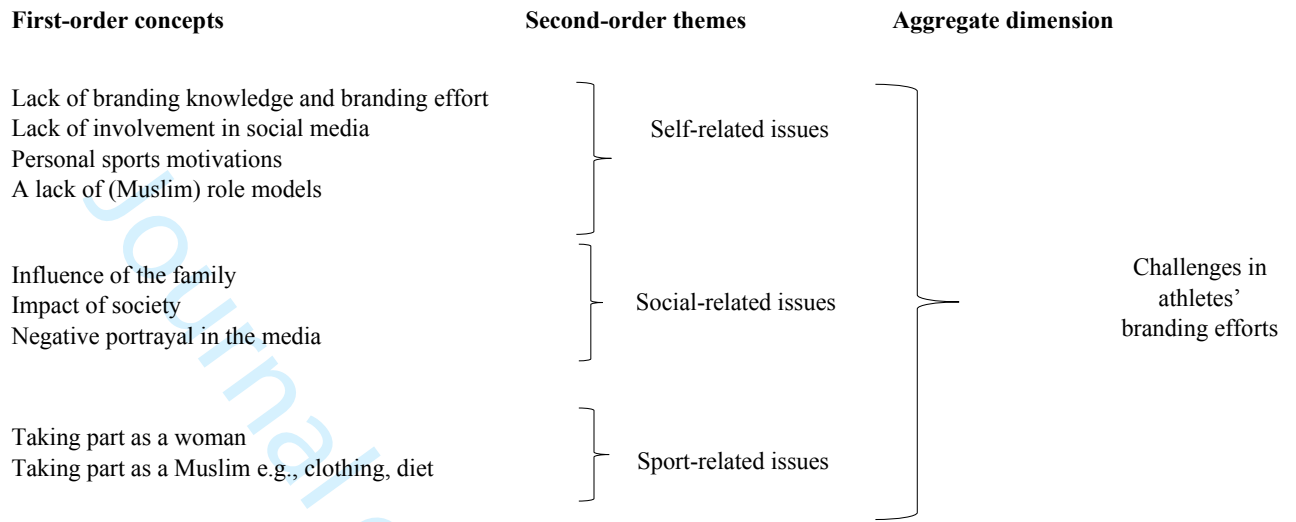 First-order concepts Second-order themes Aggregate dimension
Lack of branding knowledge and branding effort
Lack of involvement in social media
Personal sports motivations
A lack of (Muslim) role models
Self-related issues
Influence of the family
Impact of society
Negative portrayal in the media
Social-related issues
Taking part as a woman
Taking part as a Muslim e.g., clothing, diet
Sport-related issues
Challenges in
athletes’
branding efforts
Journal